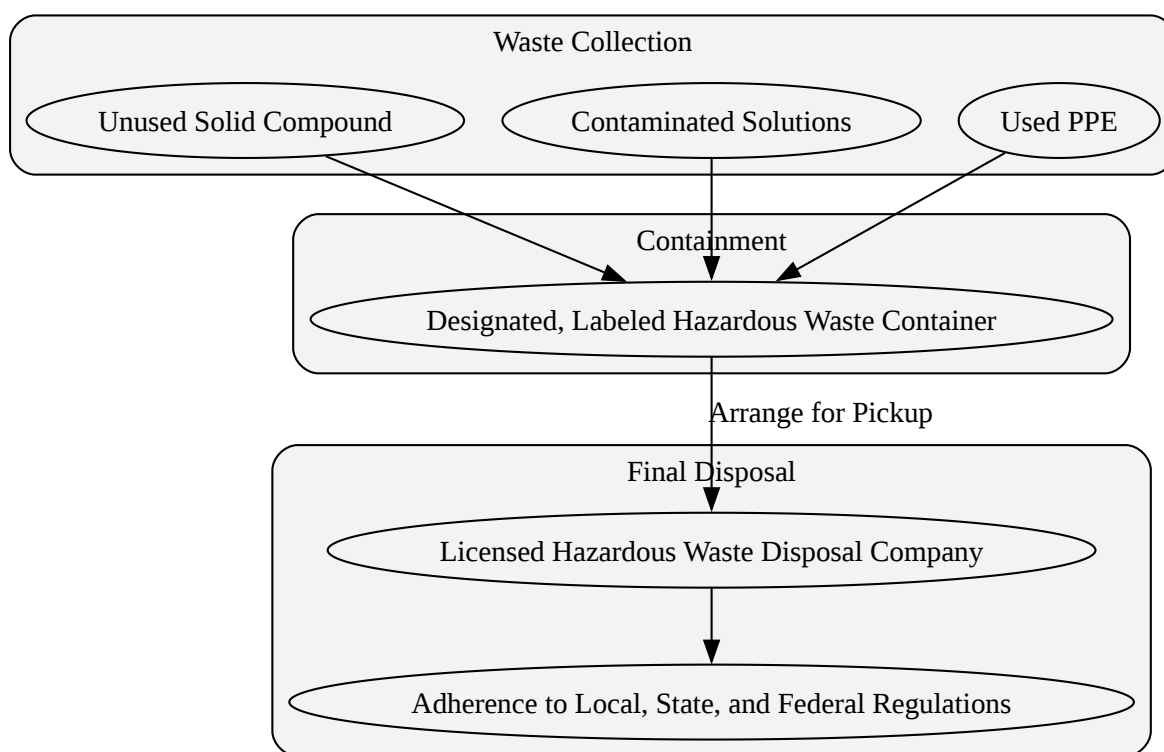 Waste Collection
Unused Solid Compound
Contaminated Solutions
Used PPE
Containment
Designated, Labeled Hazardous Waste Container
Arrange for Pickup
Final Disposal
Licensed Hazardous Waste Disposal Company
Adherence to Local, State, and Federal Regulations